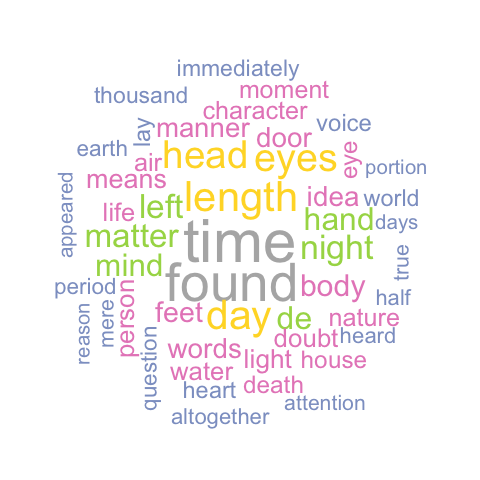 immediately
thousand
moment
character
lay
manner
door
voice
earth
air
head
eyes
eye
portion
means
length
idea
world
appeared
life
left
hand
days
matter
time
night
true
mind
found
body
period
half
person
feet
day
de
nature
reason
mere
question
words
doubt
heard
light
house
water
heart
death
attention
altogether